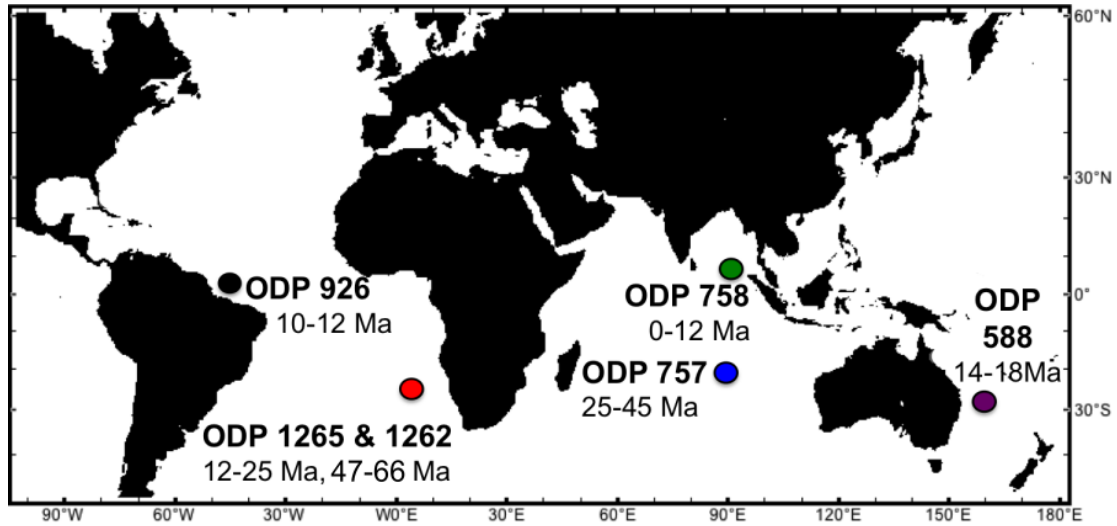 60°N
30°N
ODP 926
10-12 Ma
ODP 758
0-12 Ma
ODP
588
14-18Ma
0°
ODP 757
25-45 Ma
30°S
ODP 1265 & 1262
12-25 Ma, 47-66 Ma
90°W 60°W 30°W W0°E 30°E 60°E 90°E 120°E 150°E 180°E